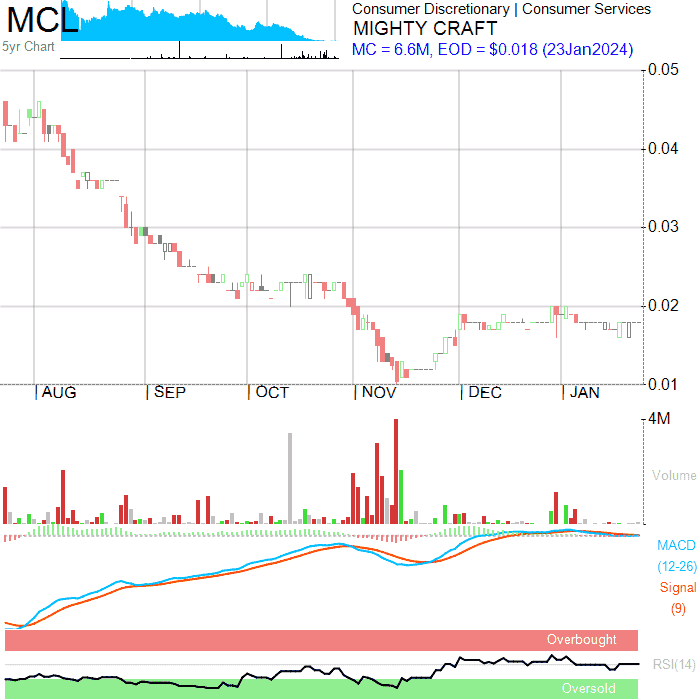 MCL
5yr Chart
Consumer Discretionary | Consumer Services
MIGHTY CRAFT
MC = 6.6M, EOD = $0.018 (23Jan2024)
0.05
0.04
0.03
0.02
0.01
AUG SEP OCT NOV DEC JAN
4M
Volume
MACD
(12-26)
Signal
(9)
Overbought
RSI(14)
Oversold